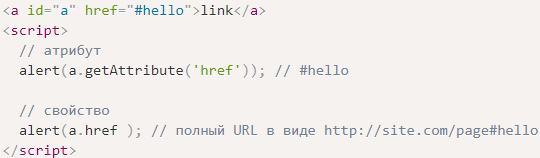 <a id="a" href="#hello">link</a>
<script>
  // атрибут
  alert(a.getAttribute('href')); // #hello

  // свойство
  alert(a.href ); // полный URL в виде http://site.com/page#hello
</script>